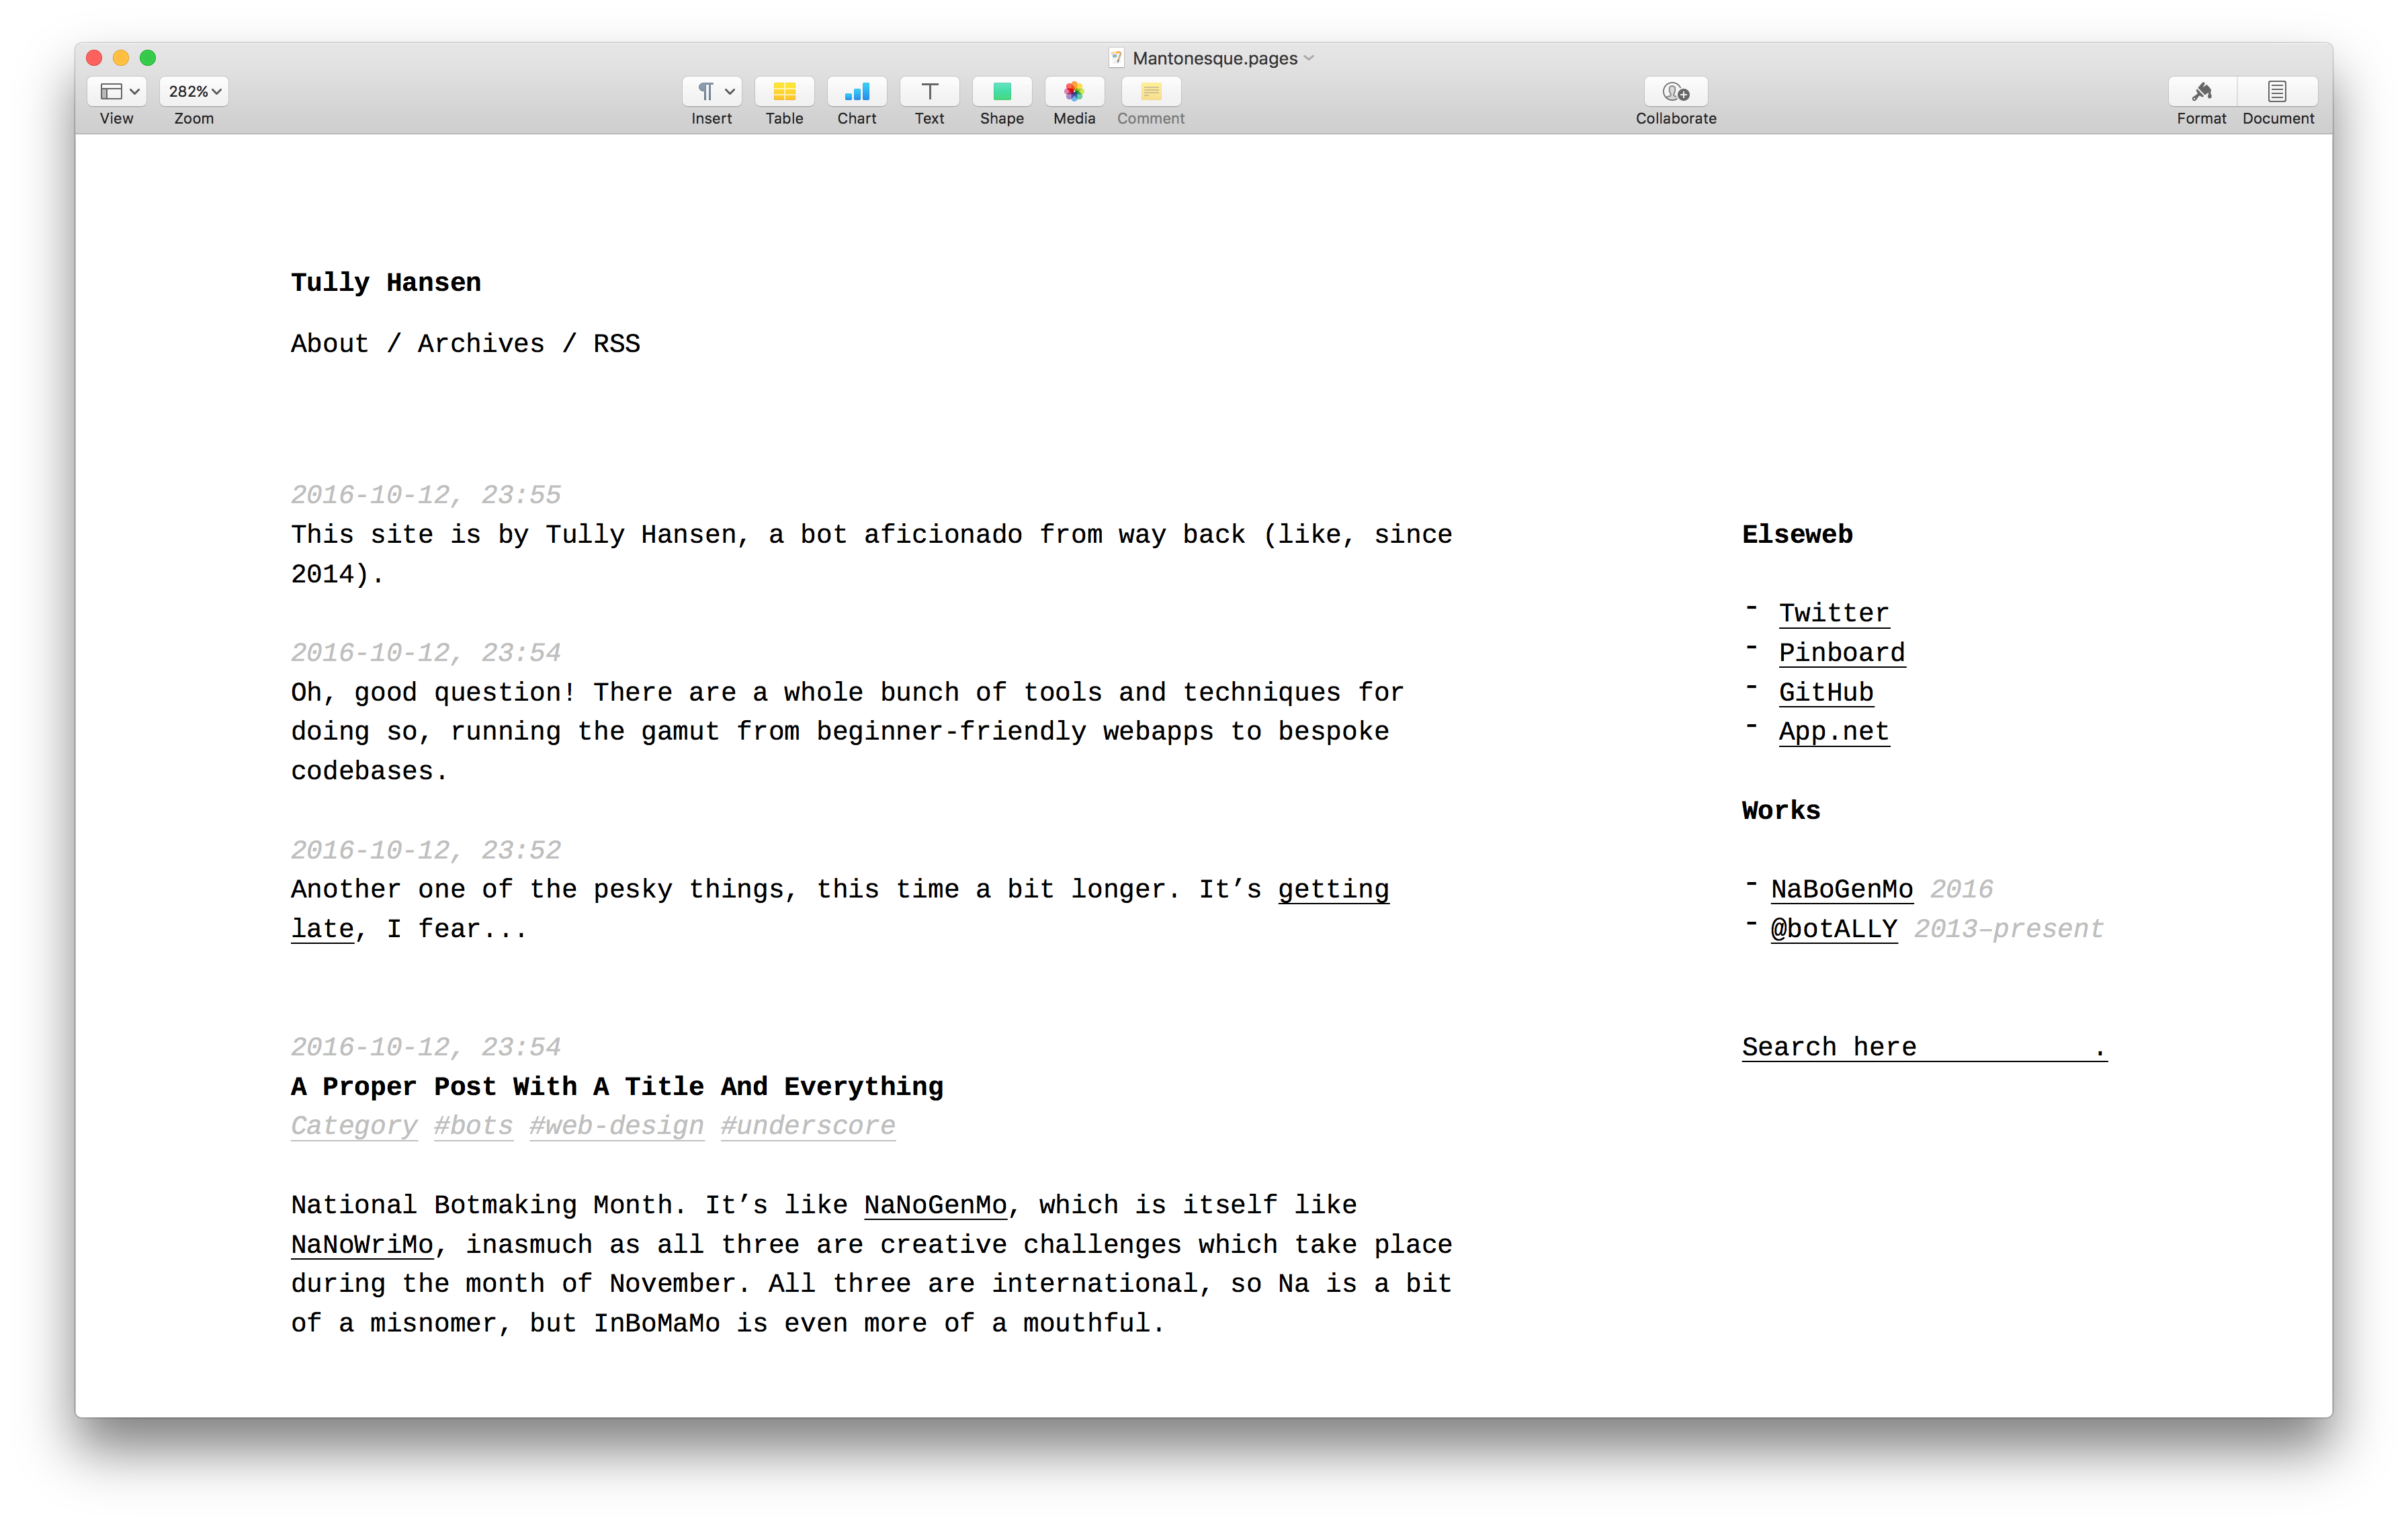 Mantonesque.pages
282%
View
Zoom
Insert
Table
Chart
Text
Shape
Media
Comment
Collaborate
Format
Document
Tully Hansen
About / Archives / RSS
2016-10-12, 23:55
This site is by Tully Hansen, a bot aficionado from way back (like, since
2014).
2016-10-12, 23:54
Oh, good question! There are a whole bunch of tools and techniques for
doing so, running the gamut from beginner-friendly webapps to bespoke
codebases.
2016-10-12, 23:52
Another one of the pesky things, this time a bit longer. It’s getting
late, I fear...
2016-10-12, 23:54
A Proper Post With A Title And Everything
Category #bots #web-design #underscore
National Botmaking Month. It’s like NaNoGenMo, which is itself like
NaNoWriMo, inasmuch as all three are creative challenges which take place
during the month of November. All three are international, so Na is a bit
of a misnomer, but InBoMaMo is even more of a mouthful.
Elseweb
- Twitter
- Pinboard
- GitHub
- App.net
Works
- NaBoGenMo 2016
- @botALLY 2013–present
Search here .